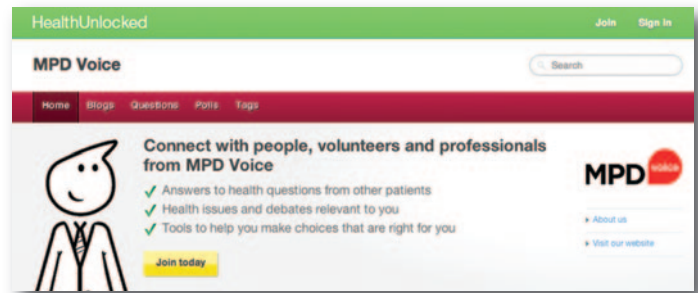 HealthUnlocked
Join Sign In
MPD Voice
Search
Home Blogs Questions Polls Tags
Connect with people, volunteers and professionals
from MPD Voice
Answers to health questions from other patients
Health issues and debates relevant to you
Tools to help you make choices that are right for you
Join today
MPD voice
About us
Visit our website